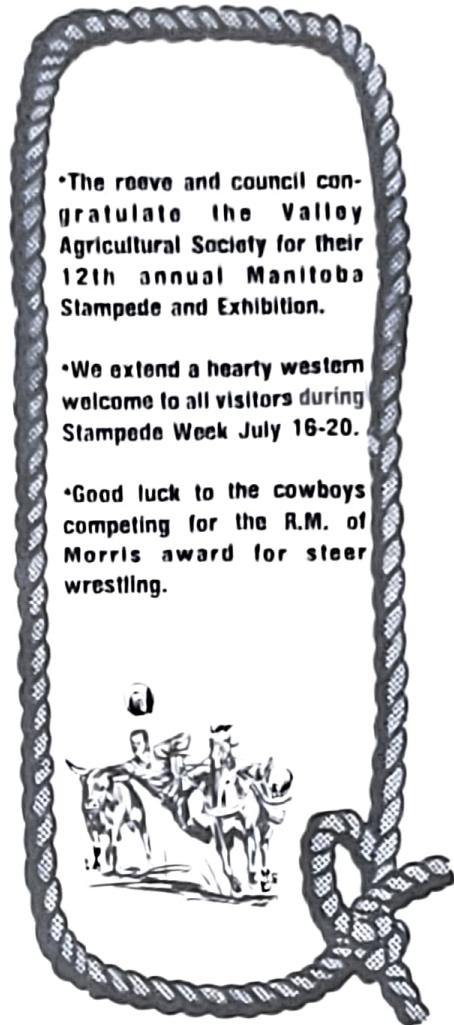 •The reeve and council con-
gratulate the Valley
Agricultural Society for their
12th annual Manitoba
Stampede and Exhibition.
•We extend a hearty western
welcome to all visitors during
Stampede Week July 16-20.
•Good luck to the cowboys
competing for the R.M. of
Morris award for steer
wrestling.